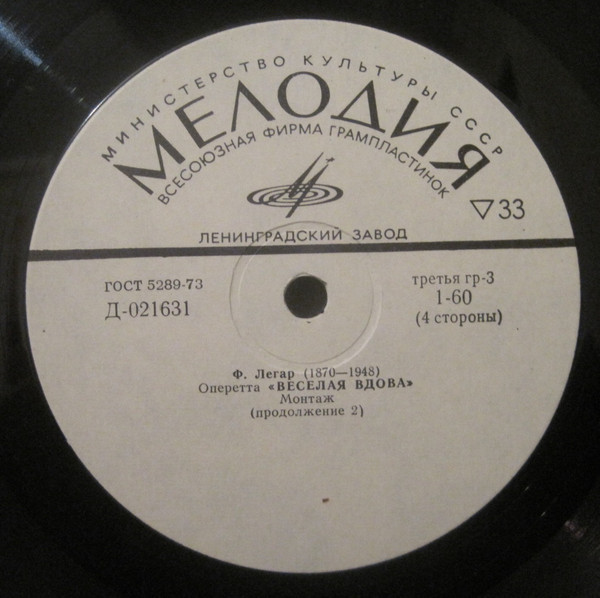 МИНИСТЕРСТВО КУЛЬТУРЫ СССР
МЕЛОДИЯ
ВСЕСОЮЗНАЯ ФИРМА ГРАМПЛАСТИНОК
▽33
ЛЕНИНГРАДСКИЙ ЗАВОД
ГОСТ 5289-73
Д-021631
третья гр-3
1-60
(4 стороны)
Ф. Легар (1870—1948)
Оперетта «ВЕСЕЛАЯ ВДОВА»
Монтаж
(продолжение 2)